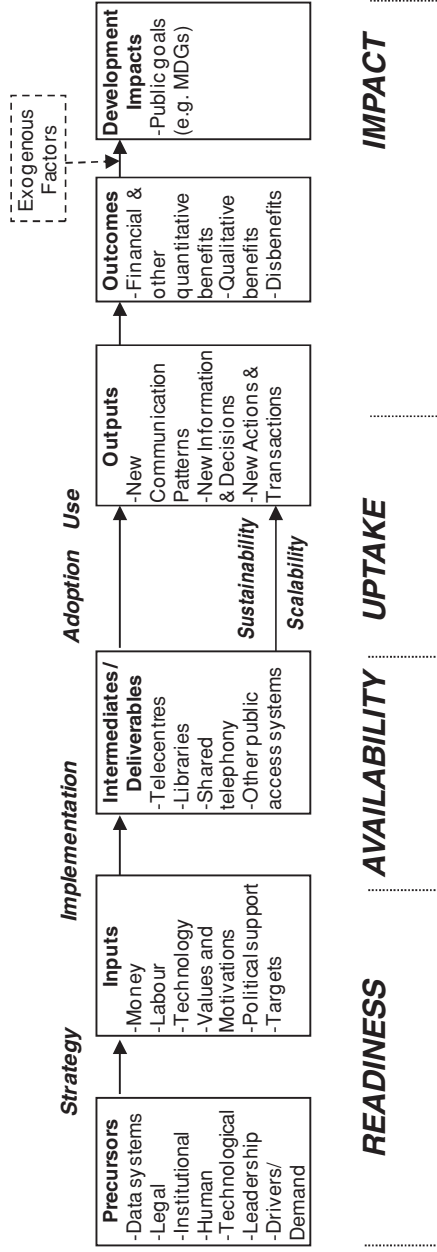 Exogenous
Factors
Strategy
Implementation
Adoption
Use
Precursors
-Data systems
-Legal
-Institutional
-Human
-Technological
-Leadership
-Drivers/
Demand
Inputs
-Money
-Labour
-Technology
-Values and
Motivations
-Political support
-Targets
Intermediates/
Deliverables
-Telecentres
-Libraries
-Shared
telephony
-Other public
access systems
Sustainability
Scalability
Outputs
-New
Communication
Patterns
-New Information
& Decisions
-New Actions &
Transactions
Outcomes
-Financial &
other
quantitative
benefits
-Qualitative
benefits
-Disbenefits
Development
Impacts
-Public goals
(e.g. MDGs)
READINESS
AVAILABILITY
UPTAKE
IMPACT